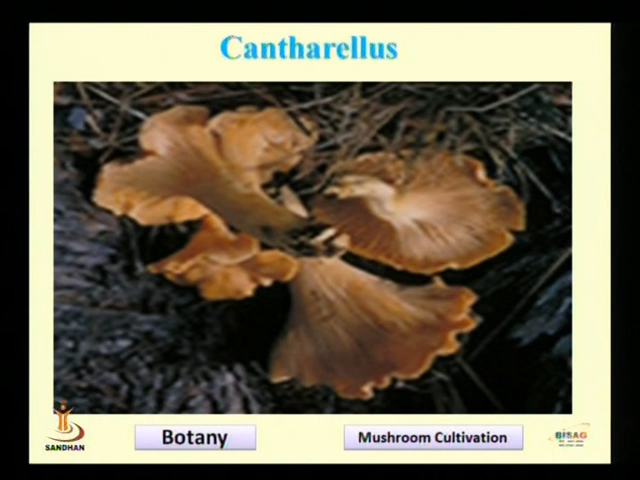 Cantharellus
SANDHAN
Botany
Mushroom Cultivation
BISAG